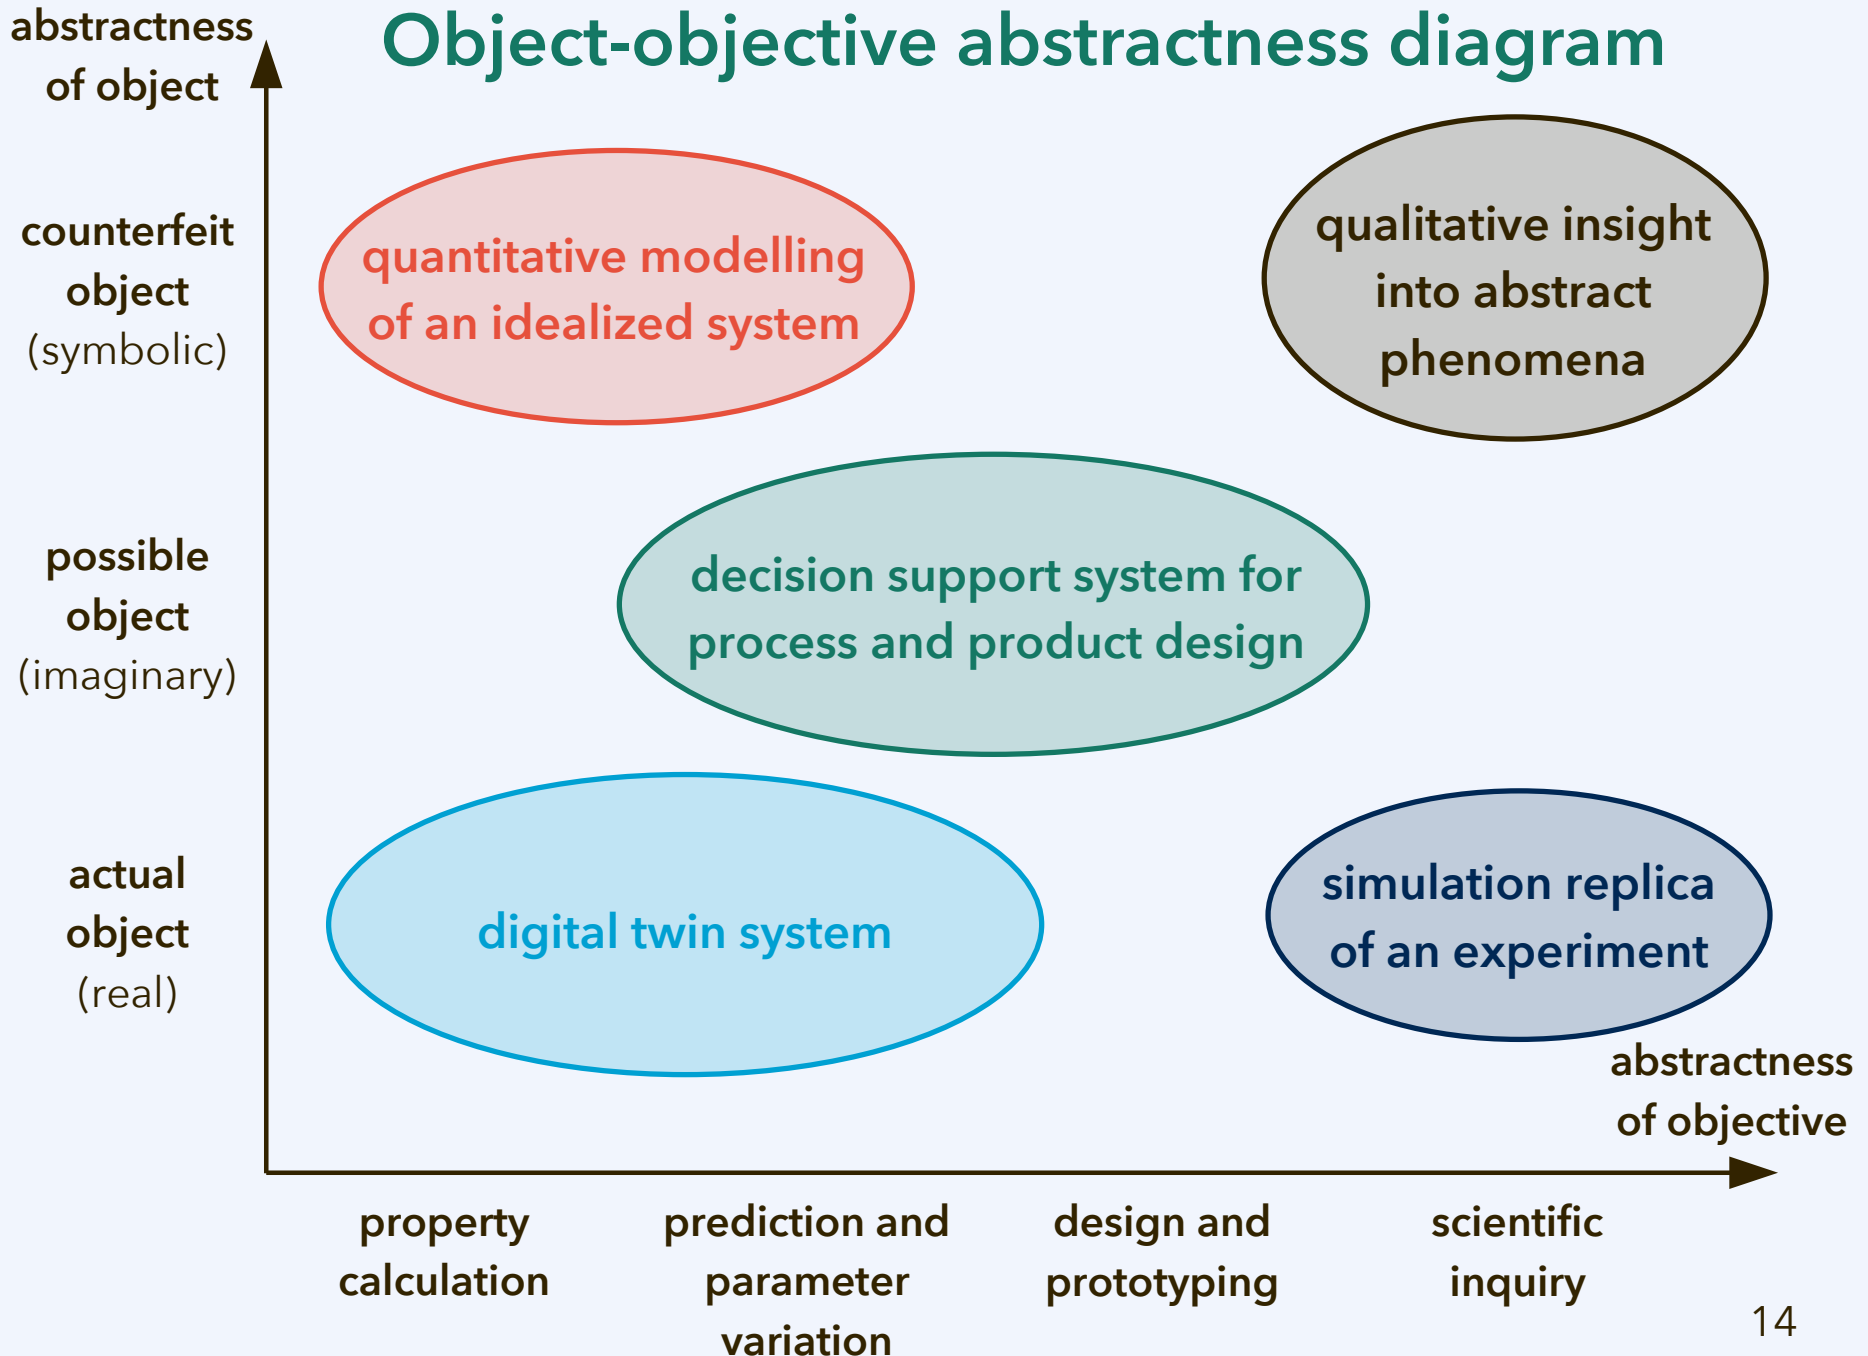 Object-objective abstractness diagram
abstractness
of object
counterfeit
object
(symbolic)
quantitative modelling
of an idealized system
qualitative insight
into abstract
phenomena
possible
object
(imaginary)
decision support system for
process and product design
actual
object
(real)
digital twin system
simulation replica
of an experiment
abstractness
of objective
property
calculation
prediction and
parameter
variation
design and
prototyping
scientific
inquiry
14